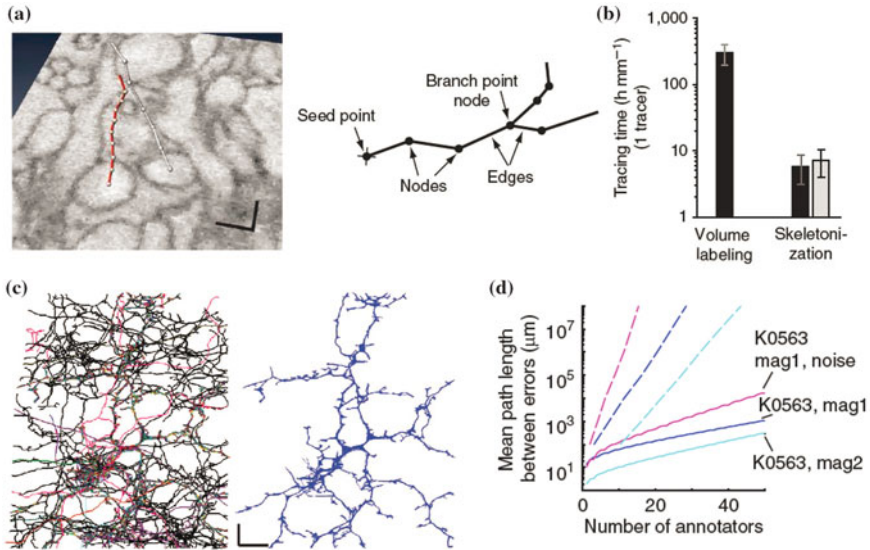 (a)
Seed point
Branch point
node
Nodes
Edges
(b)
Tracing time (h mm⁻¹)
(1 tracer)
1,000
100
10
1
Volume
labeling
Skeletoni-
zation
(c)
(d)
Mean path length
between errors (μm)
10⁷
10⁵
10³
10¹
0
20
40
Number of annotators
K0563
mag1, noise
K0563, mag1
K0563, mag2